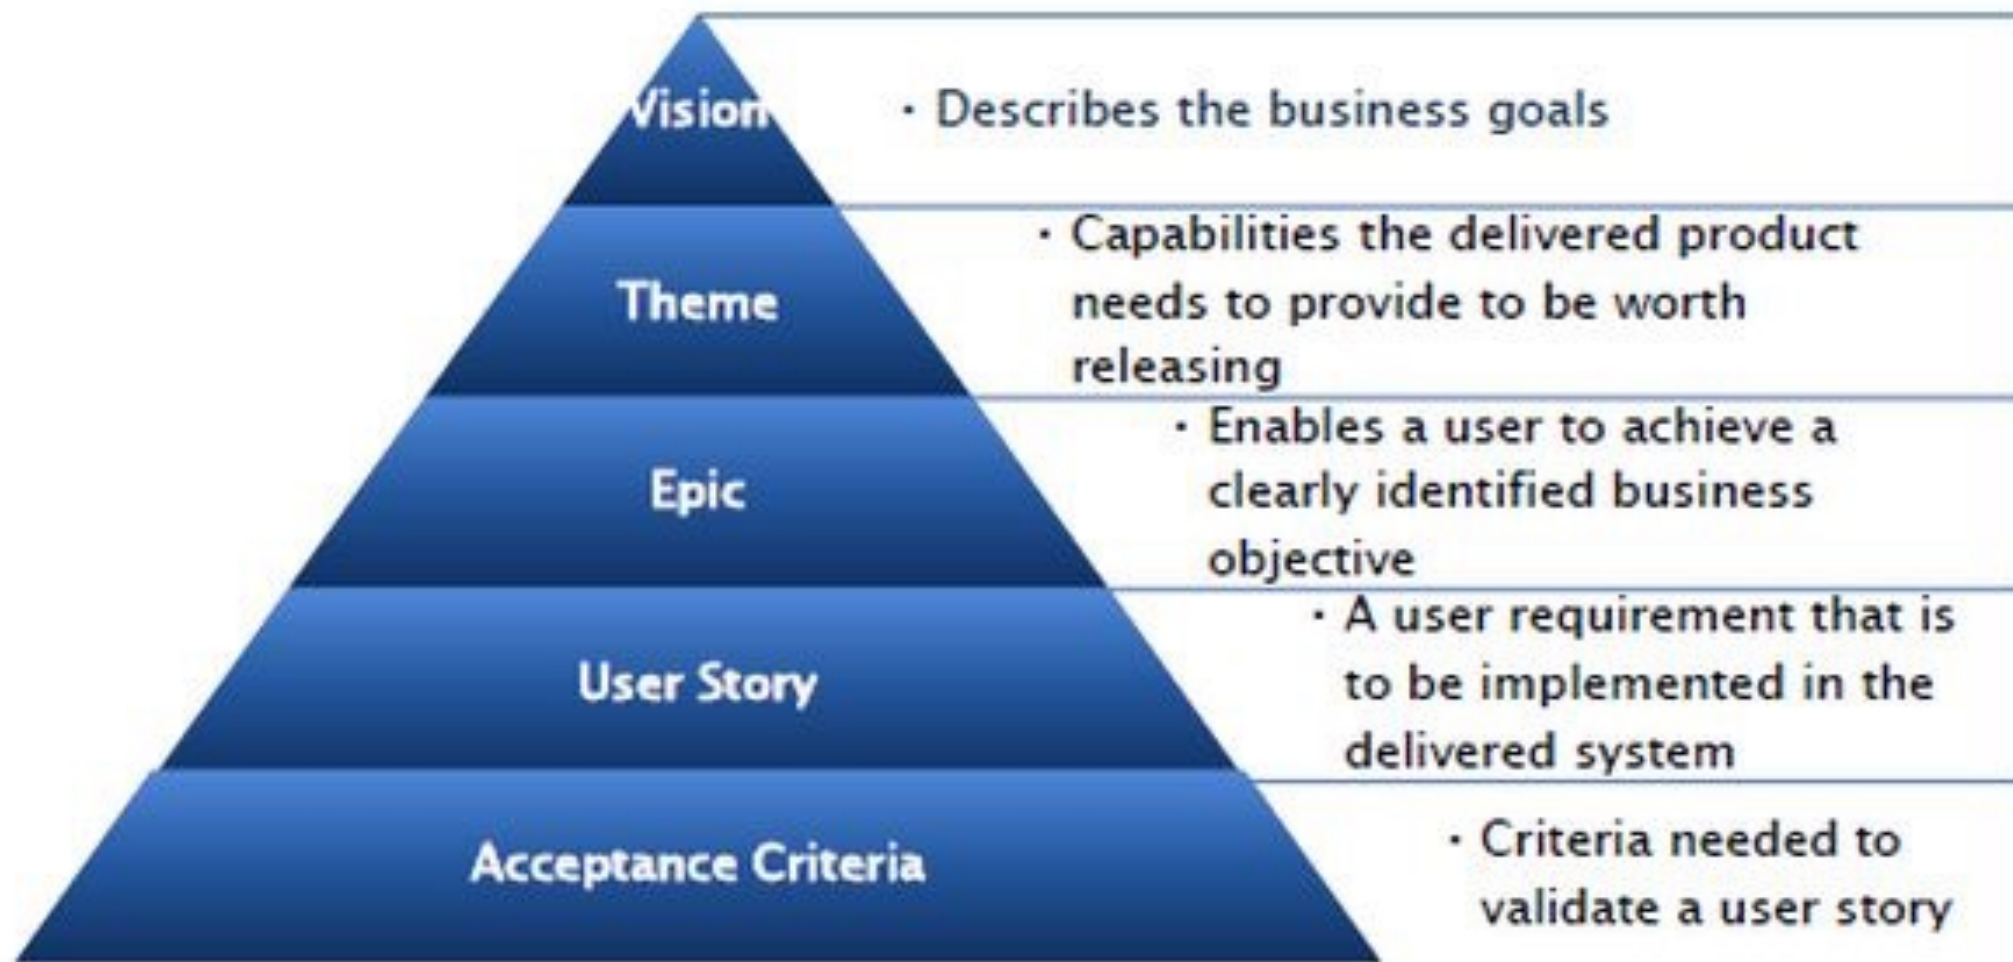 Vision
· Describes the business goals
Theme
· Capabilities the delivered product
needs to provide to be worth
releasing
Epic
· Enables a user to achieve a
clearly identified business
objective
User Story
· A user requirement that is
to be implemented in the
delivered system
Acceptance Criteria
· Criteria needed to
validate a user story